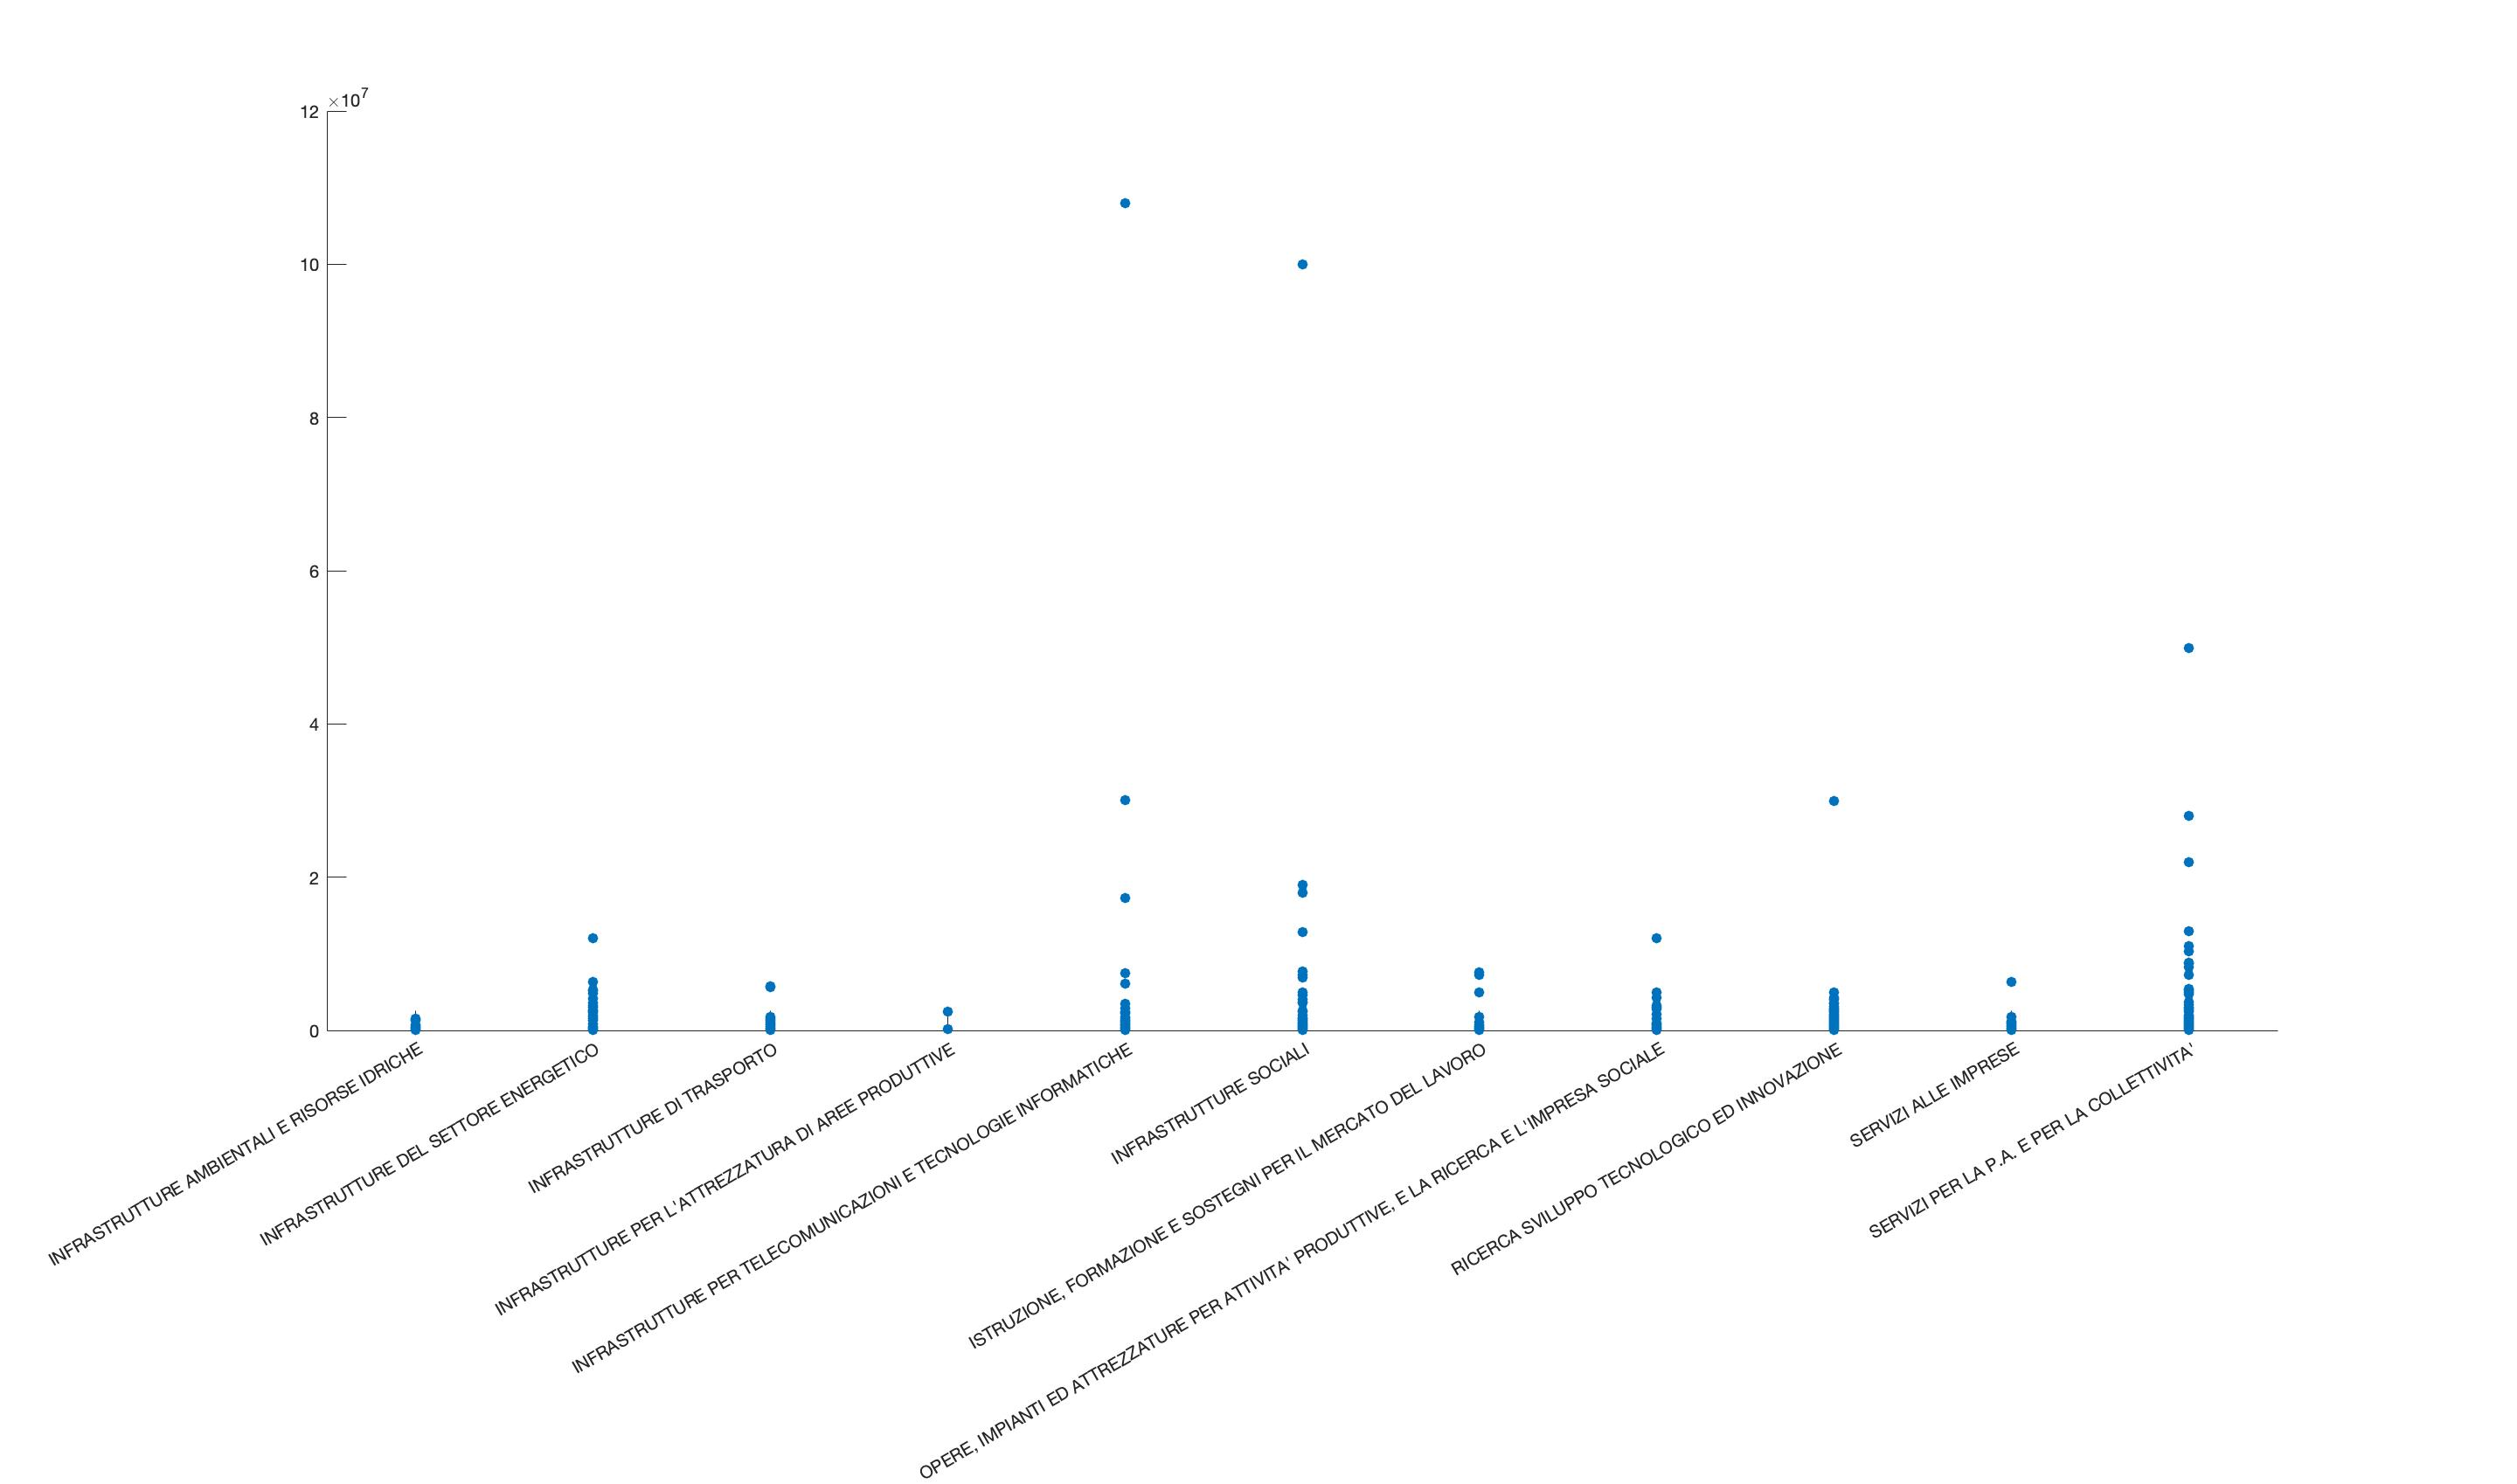 ×10^7
12
10
8
6
4
2
0
INFRASTRUTTURE AMBIENTALI E RISORSE IDRICHE
INFRASTRUTTURE DEL SETTORE ENERGETICO
INFRASTRUTTURE DI TRASPORTO
INFRASTRUTTURE PER L'ATTREZZATURA DI AREE PRODUTTIVE
INFRASTRUTTURE PER TELECOMUNICAZIONI E TECNOLOGIE INFORMATICHE
INFRASTRUTTURE SOCIALI
ISTRUZIONE, FORMAZIONE E SOSTEGNI PER IL MERCATO DEL LAVORO
OPERE, IMPIANTI ED ATTREZZATURE PER ATTIVITA' PRODUTTIVE, E LA RICERCA E L'IMPRESA SOCIALE
RICERCA SVILUPPO TECNOLOGICO ED INNOVAZIONE
SERVIZI ALLE IMPRESE
SERVIZI PER LA P.A. E PER LA COLLETTIVITA'